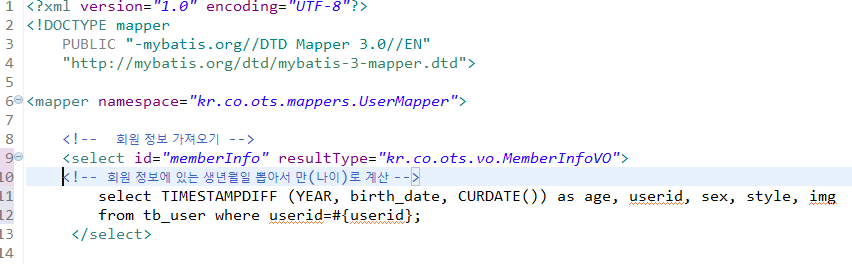 1 <?xml version="1.0" encoding="UTF-8"?>
2 <!DOCTYPE mapper
3 PUBLIC "-mybatis.org//DTD Mapper 3.0//EN"
4 "http://mybatis.org/dtd/mybatis-3-mapper.dtd">
5
6 <mapper namespace="kr.co.ots.mappers.UserMapper">
7
8 <!-- 회원 정보 가져오기 -->
9 <select id="memberInfo" resultType="kr.co.ots.vo.MemberInfoVO">
10 <!-- 회원 정보에 있는 생년월일 뽑아서 만(나이)로 계산 -->
11 select TIMESTAMPDIFF (YEAR, birth_date, CURDATE()) as age, userid, sex, style, img
12 from tb_user where userid=#{userid};
13 </select>
14